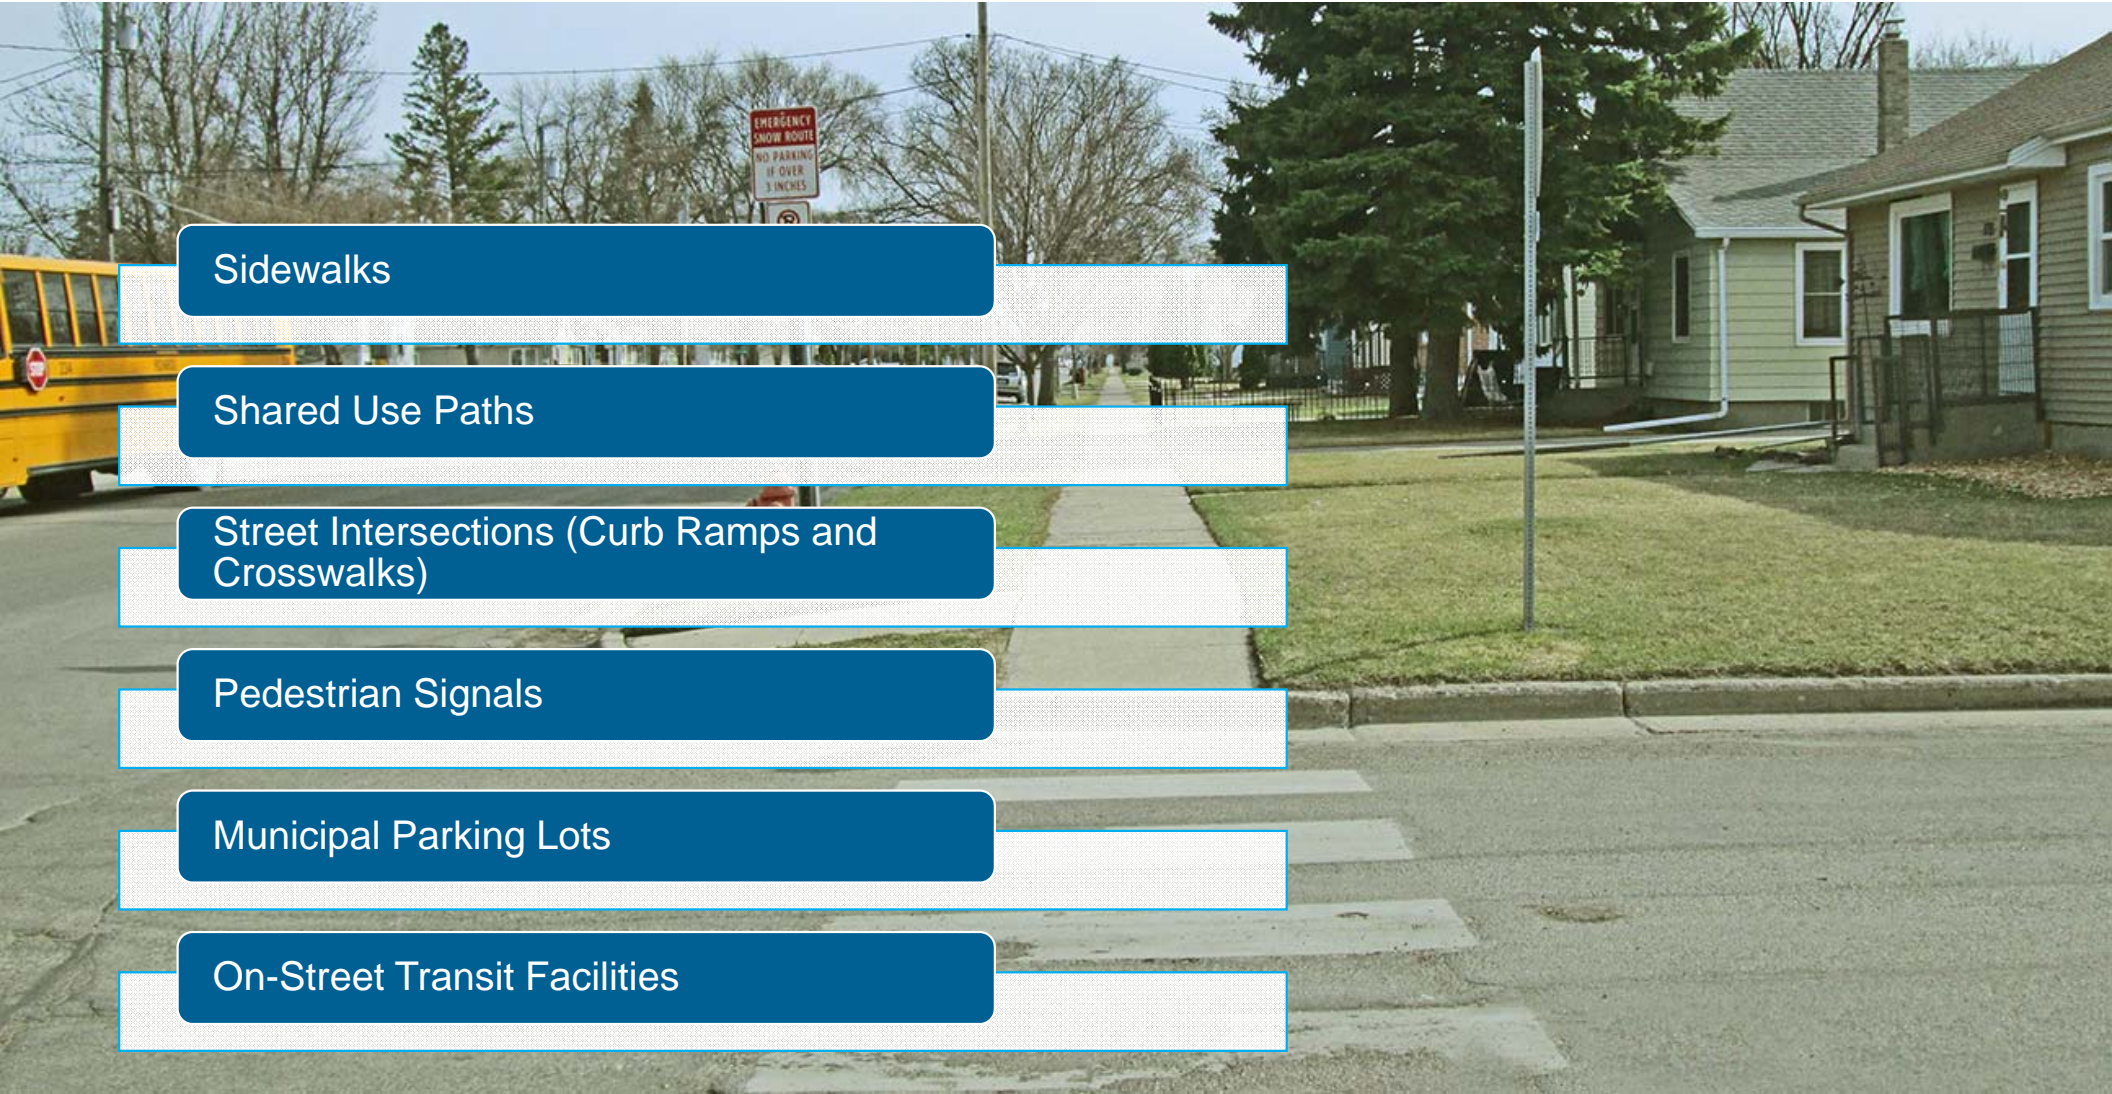 EMERGENCY
SNOW ROUTE
NO PARKING
IF OVER
3 INCHES
Sidewalks
STOP
Shared Use Paths
Street Intersections (Curb Ramps and
Crosswalks)
Pedestrian Signals
Municipal Parking Lots
On-Street Transit Facilities